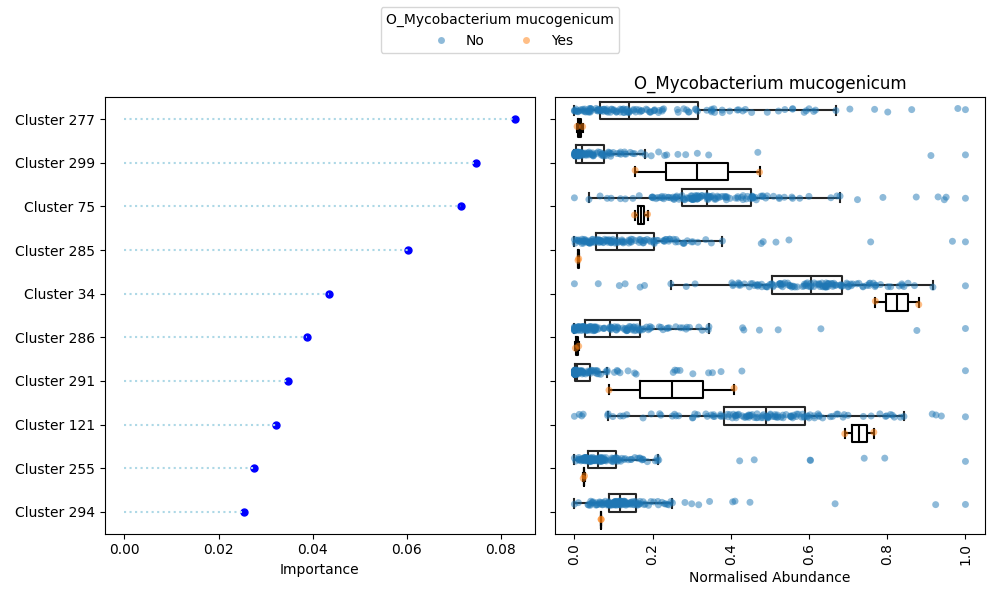 O_Mycobacterium mucogenicum
No Yes
O_Mycobacterium mucogenicum
Cluster 277
Cluster 299
Cluster 75
Cluster 285
Cluster 34
Cluster 286
Cluster 291
Cluster 121
Cluster 255
Cluster 294
0.00 0.02 0.04 0.06 0.08
Importance
0.0 0.2 0.4 0.6 0.8 1.0
Normalised Abundance